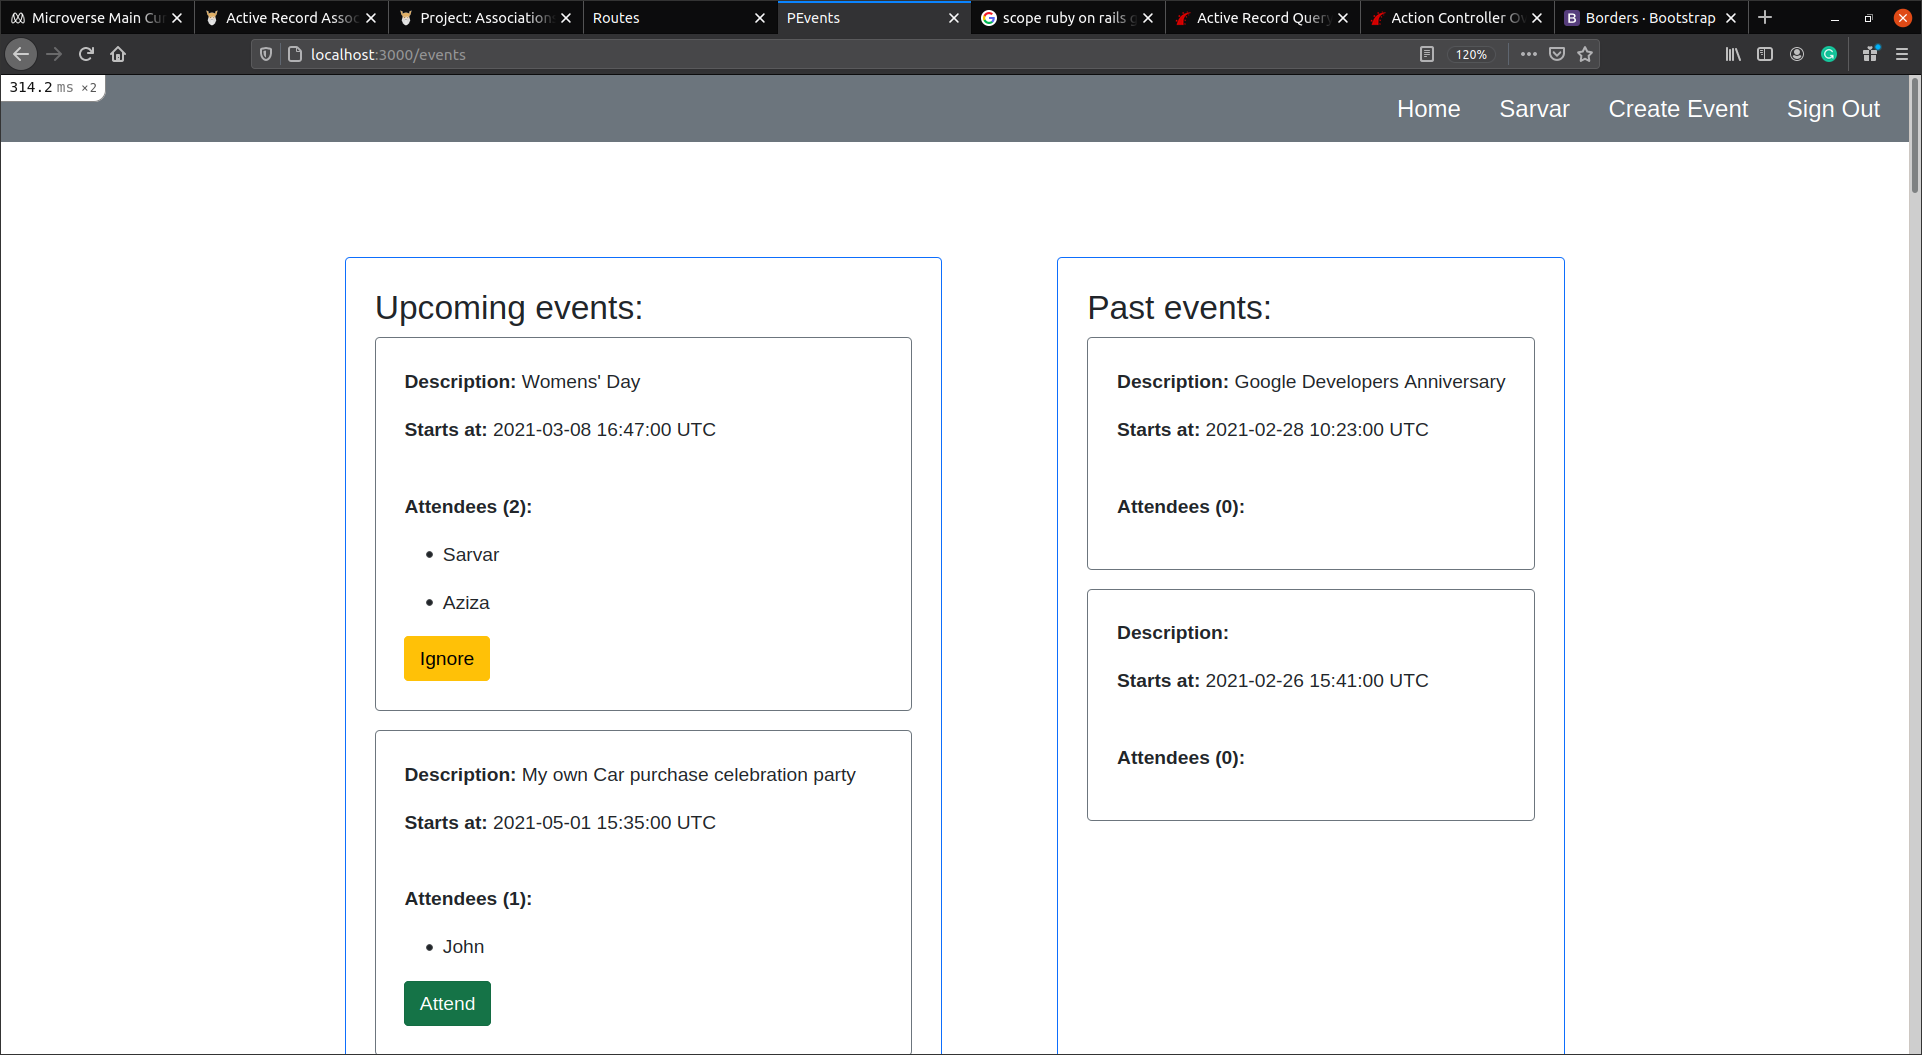 Microverse Main Cu
Active Record Assoc
Project: Association
Routes
PEvents
scope ruby on rails g
Active Record Query
Action Controller Ov
Borders · Bootstrap
localhost:3000/events
120%
314.2 ms ×2
Home
Sarvar
Create Event
Sign Out
Upcoming events:
Description: Womens' Day
Starts at: 2021-03-08 16:47:00 UTC
Attendees (2):
• Sarvar
• Aziza
Ignore
Description: My own Car purchase celebration party
Starts at: 2021-05-01 15:35:00 UTC
Attendees (1):
• John
Attend
Past events:
Description: Google Developers Anniversary
Starts at: 2021-02-28 10:23:00 UTC
Attendees (0):
Description:
Starts at: 2021-02-26 15:41:00 UTC
Attendees (0):